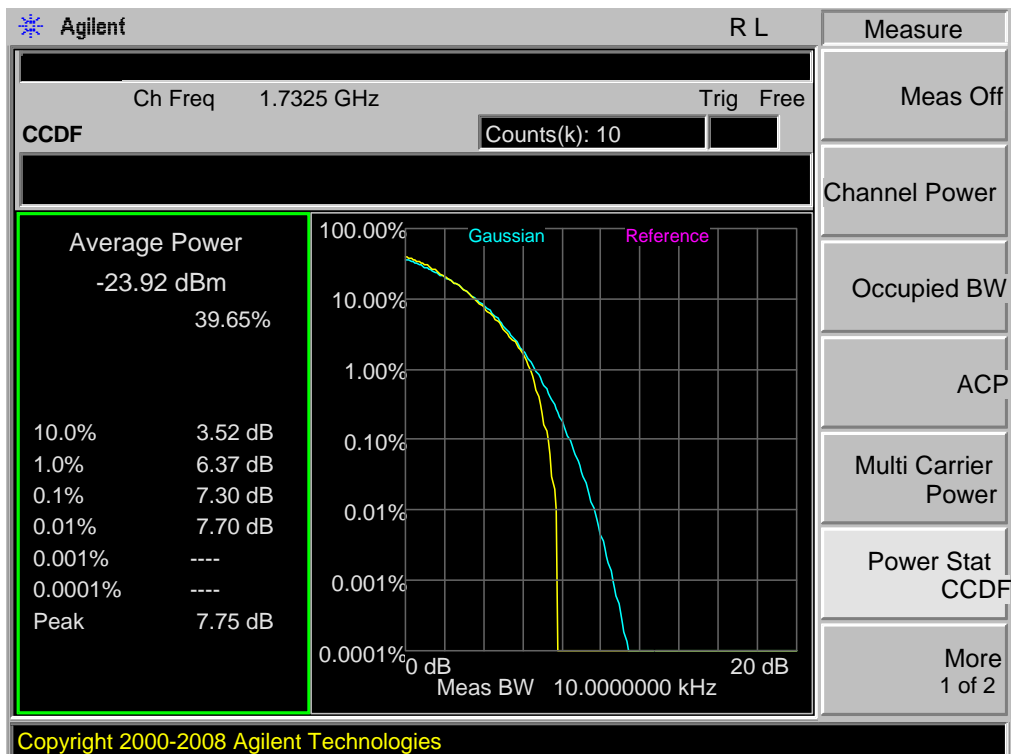 Agilent R L Measure
Ch Freq 1.7325 GHz Trig Free
CCDF Counts(k): 10
Average Power
-23.92 dBm
39.65%
10.0% 3.52 dB
1.0% 6.37 dB
0.1% 7.30 dB
0.01% 7.70 dB
0.001% ----
0.0001% ----
Peak 7.75 dB
100.00% Gaussian Reference
10.00%
1.00%
0.10%
0.01%
0.001%
0.0001%
0 dB 20 dB
Meas BW 10.0000000 kHz
Meas Off
Channel Power
Occupied BW
ACP
Multi Carrier
Power
Power Stat
CCDF
More
1 of 2
Copyright 2000-2008 Agilent Technologies